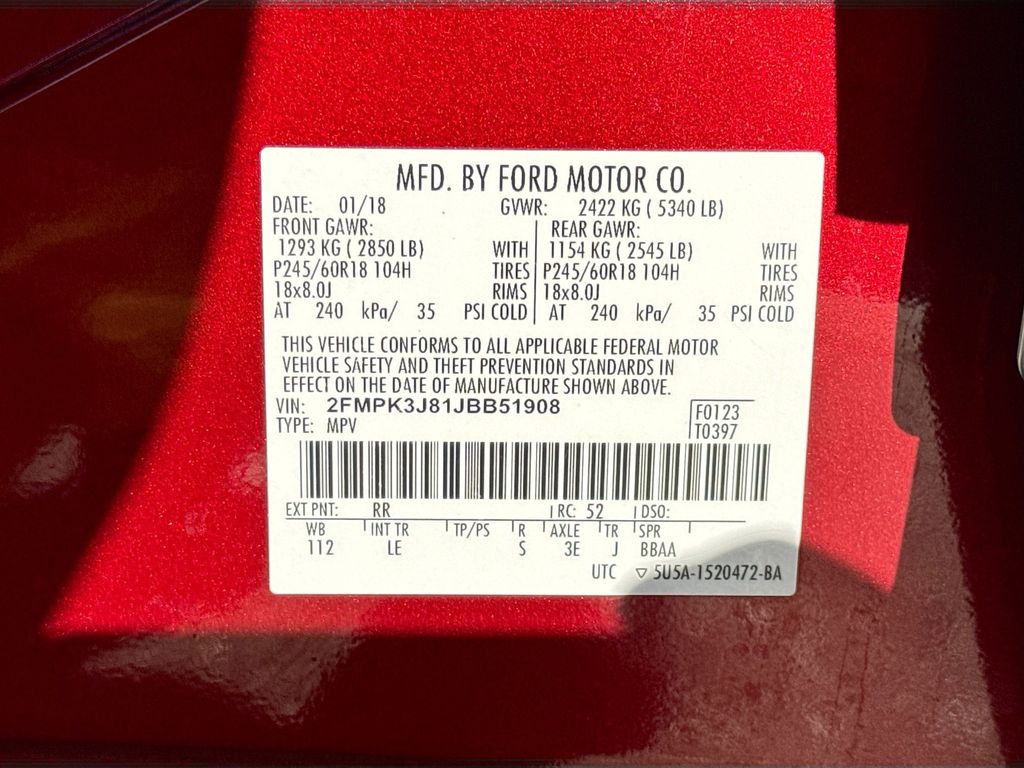 MFD. BY FORD MOTOR CO.
DATE: 01/18 GVWR: 2422 KG ( 5340 LB)
FRONT GAWR: REAR GAWR:
1293 KG ( 2850 LB) WITH 1154 KG ( 2545 LB) WITH
P245/60R18 104H TIRES P245/60R18 104H TIRES
18x8.0J RIMS 18x8.0J RIMS
AT 240 kPa/ 35 PSI COLD AT 240 kPa/ 35 PSI COLD
THIS VEHICLE CONFORMS TO ALL APPLICABLE FEDERAL MOTOR
VEHICLE SAFETY AND THEFT PREVENTION STANDARDS IN
EFFECT ON THE DATE OF MANUFACTURE SHOWN ABOVE.
VIN: 2FMPK3J81JBB51908 F0123
TYPE: MPV T0397
EXT PNT: RR RC: 52 DSO:
WB INT TR TP/PS R AXLE TR SPR
112 LE S 3E J BBAA
UTC ▽ 5U5A-1520472-BA